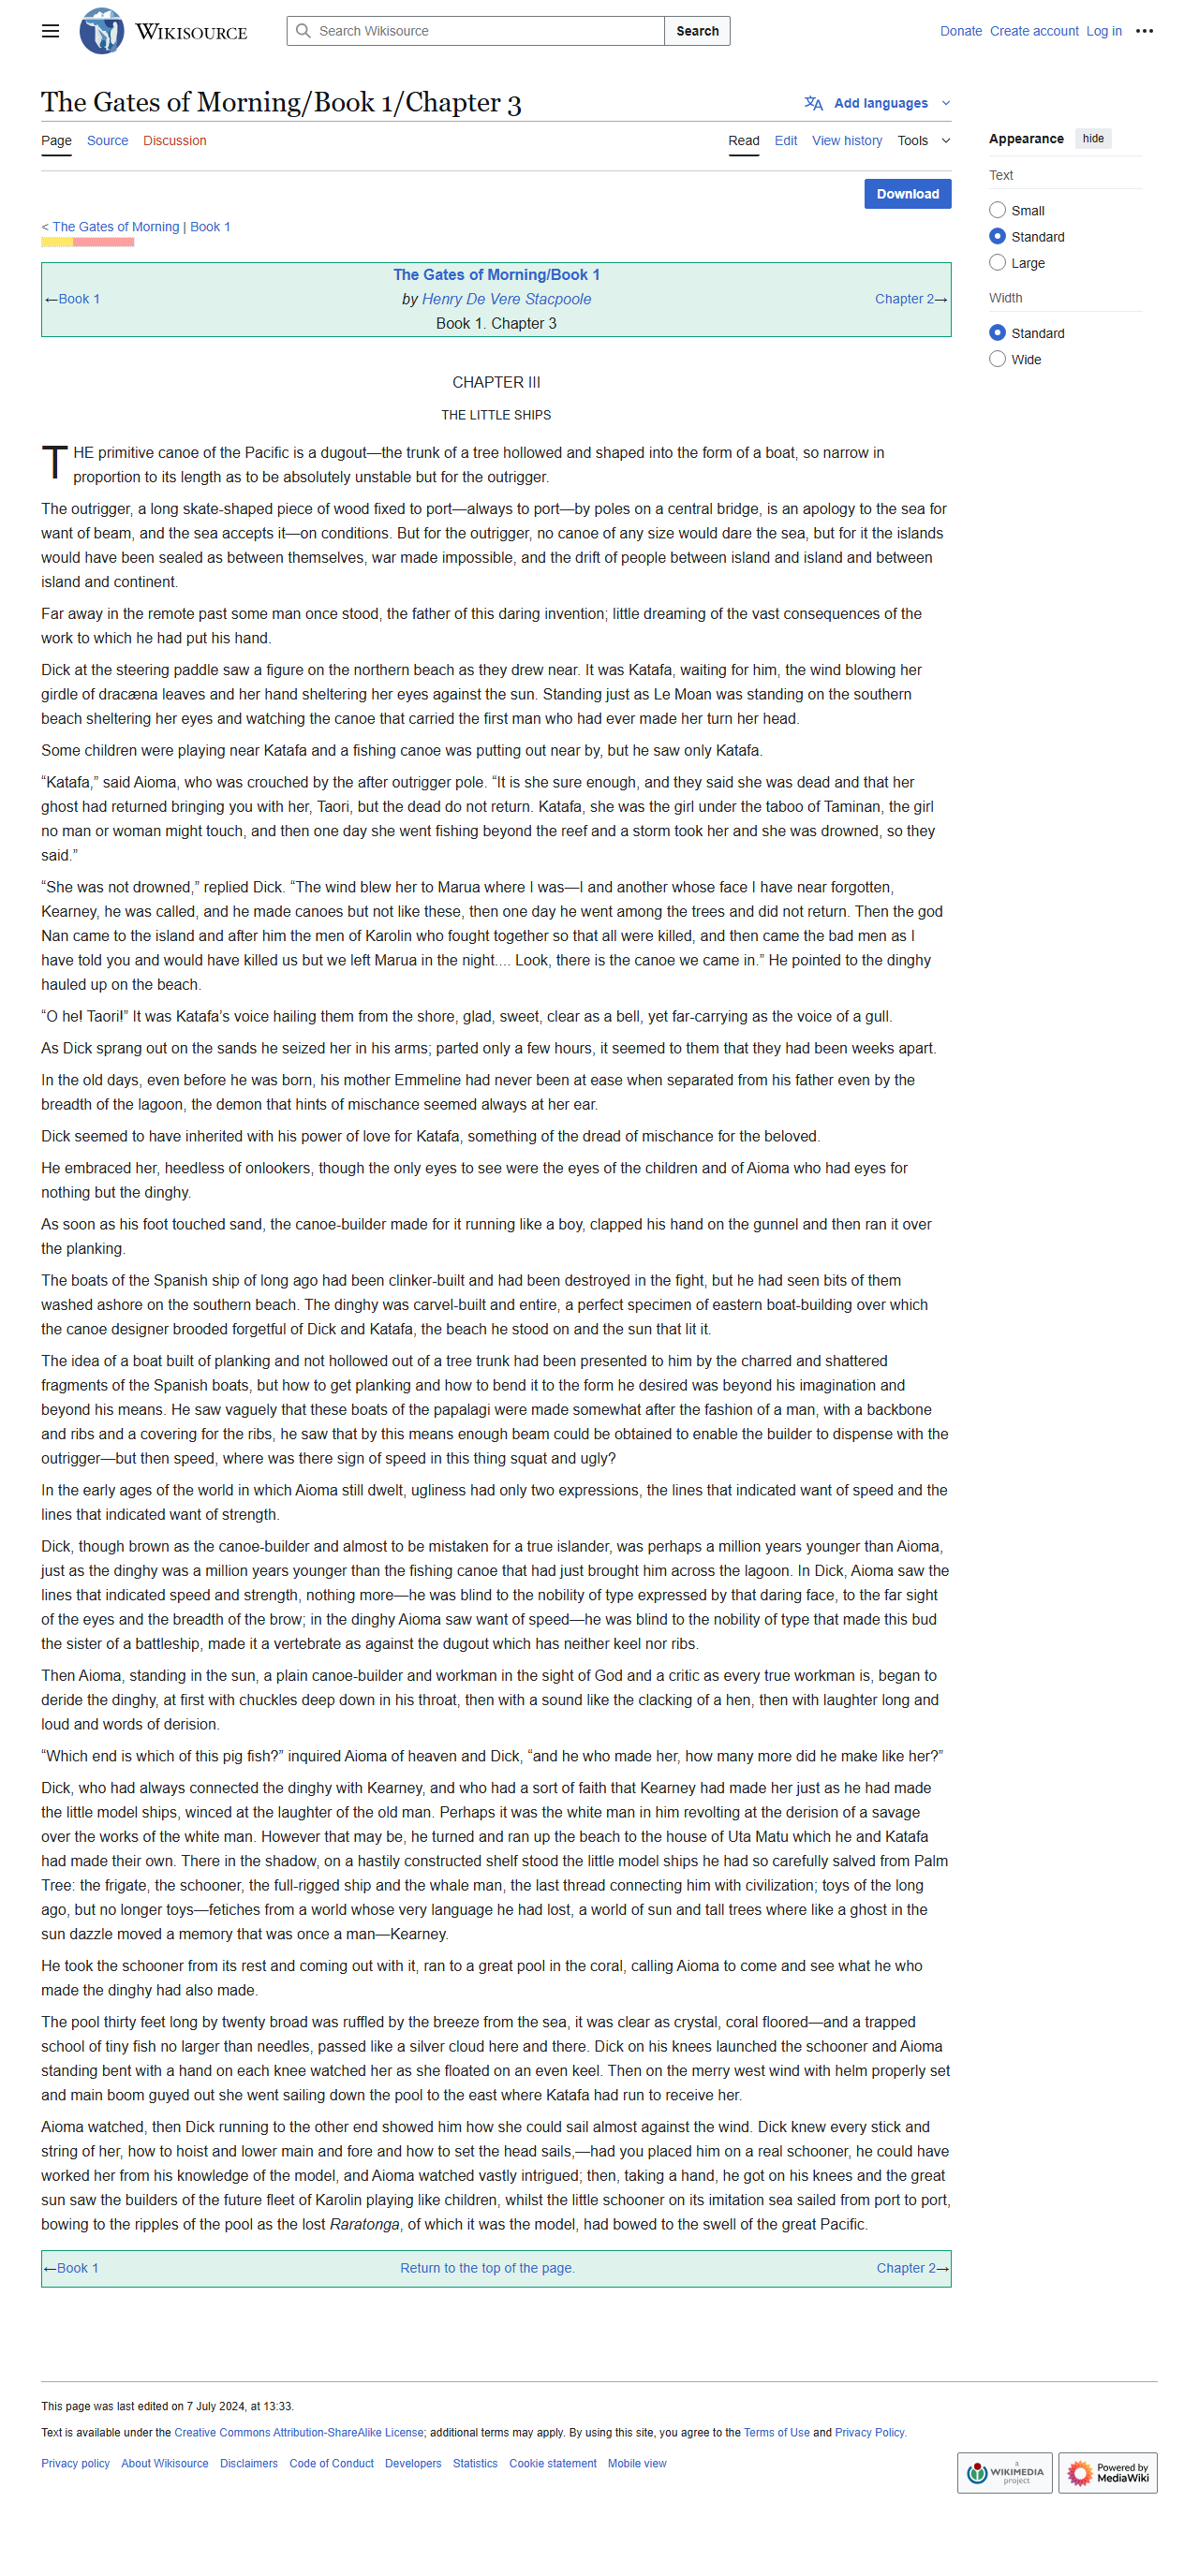 WIKISOURCE
Search Wikisource
Search
Donate Create account Log in
The Gates of Morning/Book 1/Chapter 3
Add languages
Page Source Discussion
Read Edit View history Tools
Appearance hide
Text
Small
Standard
Large
Width
Standard
Wide
Download
< The Gates of Morning | Book 1
The Gates of Morning/Book 1
←Book 1
by Henry De Vere Stacpoole
Chapter 2→
Book 1. Chapter 3
CHAPTER III
THE LITTLE SHIPS
THE primitive canoe of the Pacific is a dugout—the trunk of a tree hollowed and shaped into the form of a boat, so narrow in
proportion to its length as to be absolutely unstable but for the outrigger.
The outrigger, a long skate-shaped piece of wood fixed to port—always to port—by poles on a central bridge, is an apology to the sea for
want of beam, and the sea accepts it—on conditions. But for the outrigger, no canoe of any size would dare the sea, but for it the islands
would have been sealed as between themselves, war made impossible, and the drift of people between island and island and between
island and continent.
Far away in the remote past some man once stood, the father of this daring invention; little dreaming of the vast consequences of the
work to which he had put his hand.
Dick at the steering paddle saw a figure on the northern beach as they drew near. It was Katafa, waiting for him, the wind blowing her
girdle of dracæna leaves and her hand sheltering her eyes against the sun. Standing just as Le Moan was standing on the southern
beach sheltering her eyes and watching the canoe that carried the first man who had ever made her turn her head.
Some children were playing near Katafa and a fishing canoe was putting out near by, but he saw only Katafa.
“Katafa,” said Aioma, who was crouched by the after outrigger pole. “It is she sure enough, and they said she was dead and that her
ghost had returned bringing you with her, Taori, but the dead do not return. Katafa, she was the girl under the taboo of Taminan, the girl
no man or woman might touch, and then one day she went fishing beyond the reef and a storm took her and she was drowned, so they
said.”
“She was not drowned,” replied Dick. “The wind blew her to Marua where I was—I and another whose face I have near forgotten,
Kearney, he was called, and he made canoes but not like these, then one day he went among the trees and did not return. Then the god
Nan came to the island and after him the men of Karolin who fought together so that all were killed, and then came the bad men as I
have told you and would have killed us but we left Marua in the night.... Look, there is the canoe we came in.” He pointed to the dinghy
hauled up on the beach.
“O he! Taori!” It was Katafa’s voice hailing them from the shore, glad, sweet, clear as a bell, yet far-carrying as the voice of a gull.
As Dick sprang out on the sands he seized her in his arms; parted only a few hours, it seemed to them that they had been weeks apart.
In the old days, even before he was born, his mother Emmeline had never been at ease when separated from his father even by the
breadth of the lagoon, the demon that hints of mischance seemed always at her ear.
Dick seemed to have inherited with his power of love for Katafa, something of the dread of mischance for the beloved.
He embraced her, heedless of onlookers, though the only eyes to see were the eyes of the children and of Aioma who had eyes for
nothing but the dinghy.
As soon as his foot touched sand, the canoe-builder made for it running like a boy, clapped his hand on the gunnel and then ran it over
the planking.
The boats of the Spanish ship of long ago had been clinker-built and had been destroyed in the fight, but he had seen bits of them
washed ashore on the southern beach. The dinghy was carvel-built and entire, a perfect specimen of eastern boat-building over which
the canoe designer brooded forgetful of Dick and Katafa, the beach he stood on and the sun that lit it.
The idea of a boat built of planking and not hollowed out of a tree trunk had been presented to him by the charred and shattered
fragments of the Spanish boats, but how to get planking and how to bend it to the form he desired was beyond his imagination and
beyond his means. He saw vaguely that these boats of the papalagi were made somewhat after the fashion of a man, with a backbone
and ribs and a covering for the ribs, he saw that by this means enough beam could be obtained to enable the builder to dispense with the
outrigger—but then speed, where was there sign of speed in this thing squat and ugly?
In the early ages of the world in which Aioma still dwelt, ugliness had only two expressions, the lines that indicated want of speed and the
lines that indicated want of strength.
Dick, though brown as the canoe-builder and almost to be mistaken for a true islander, was perhaps a million years younger than Aioma,
just as the dinghy was a million years younger than the fishing canoe that had just brought him across the lagoon. In Dick, Aioma saw the
lines that indicated speed and strength, nothing more—he was blind to the nobility of type expressed by that daring face, to the far sight
of the eyes and the breadth of the brow; in the dinghy Aioma saw want of speed—he was blind to the nobility of type that made this bud
the sister of a battleship, made it a vertebrate as against the dugout which has neither keel nor ribs.
Then Aioma, standing in the sun, a plain canoe-builder and workman in the sight of God and a critic as every true workman is, began to
deride the dinghy, at first with chuckles deep down in his throat, then with a sound like the clacking of a hen, then with laughter long and
loud and words of derision.
“Which end is which of this pig fish?” inquired Aioma of heaven and Dick, “and he who made her, how many more did he make like her?”
Dick, who had always connected the dinghy with Kearney, and who had a sort of faith that Kearney had made her just as he had made
the little model ships, winced at the laughter of the old man. Perhaps it was the white man in him revolting at the derision of a savage
over the works of the white man. However that may be, he turned and ran up the beach to the house of Uta Matu which he and Katafa
had made their own. There in the shadow, on a hastily constructed shelf stood the little model ships he had so carefully salved from Palm
Tree: the frigate, the schooner, the full-rigged ship and the whale man, the last thread connecting him with civilization; toys of the long
ago, but no longer toys—fetiches from a world whose very language he had lost, a world of sun and tall trees where like a ghost in the
sun dazzle moved a memory that was once a man—Kearney.
He took the schooner from its rest and coming out with it, ran to a great pool in the coral, calling Aioma to come and see what he who
made the dinghy had also made.
The pool thirty feet long by twenty broad was ruffled by the breeze from the sea, it was clear as crystal, coral floored—and a trapped
school of tiny fish no larger than needles, passed like a silver cloud here and there. Dick on his knees launched the schooner and Aioma
standing bent with a hand on each knee watched her as she floated on an even keel. Then on the merry west wind with helm properly set
and main boom guyed out she went sailing down the pool to the east where Katafa had run to receive her.
Aioma watched, then Dick running to the other end showed him how she could sail almost against the wind. Dick knew every stick and
string of her, how to hoist and lower main and fore and how to set the head sails,—had you placed him on a real schooner, he could have
worked her from his knowledge of the model, and Aioma watched vastly intrigued; then, taking a hand, he got on his knees and the great
sun saw the builders of the future fleet of Karolin playing like children, whilst the little schooner on its imitation sea sailed from port to port,
bowing to the ripples of the pool as the lost Raratonga, of which it was the model, had bowed to the swell of the great Pacific.
←Book 1 Return to the top of the page. Chapter 2→
This page was last edited on 7 July 2024, at 13:33.
Text is available under the Creative Commons Attribution-ShareAlike License; additional terms may apply. By using this site, you agree to the Terms of Use and Privacy Policy.
Privacy policy About Wikisource Disclaimers Code of Conduct Developers Statistics Cookie statement Mobile view
a WIKIMEDIA project
Powered by MediaWiki